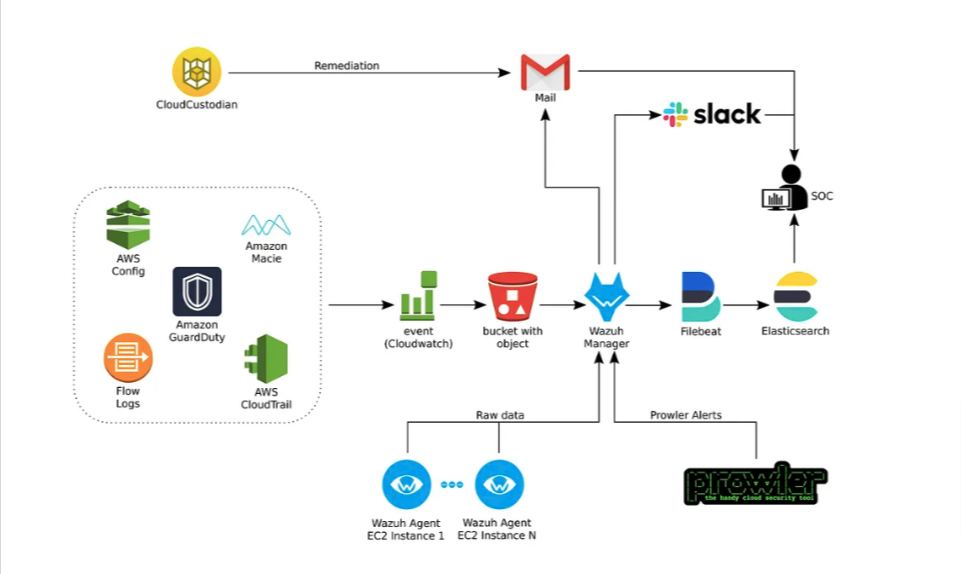 Remediation
CloudCustodian
Mail
slack
SOC
AWS
Config
Amazon
Macie
Amazon
GuardDuty
Flow
Logs
AWS
CloudTrail
event
(Cloudwatch)
bucket with
object
Wazuh
Manager
Filebeat
Elasticsearch
Raw data
Prowler Alerts
prowler
the handy cloud security tool
Wazuh Agent
EC2 Instance 1
Wazuh Agent
EC2 Instance N